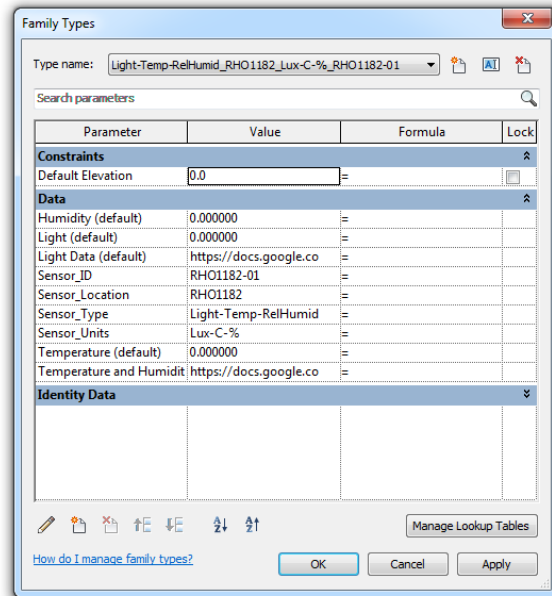 Family Types
Type name: Light-Temp-RelHumid_RHO1182_Lux-C-%_RHO1182-01
Search parameters
Parameter Value Formula Lock
Constraints
Default Elevation 0.0 =
Data
Humidity (default) 0.000000 =
Light (default) 0.000000 =
Light Data (default) https://docs.google.co =
Sensor_ID RHO1182-01 =
Sensor_Location RHO1182 =
Sensor_Type Light-Temp-RelHumid =
Sensor_Units Lux-C-% =
Temperature (default) 0.000000 =
Temperature and Humidit https://docs.google.co =
Identity Data
Manage Lookup Tables
How do I manage family types? OK Cancel Apply